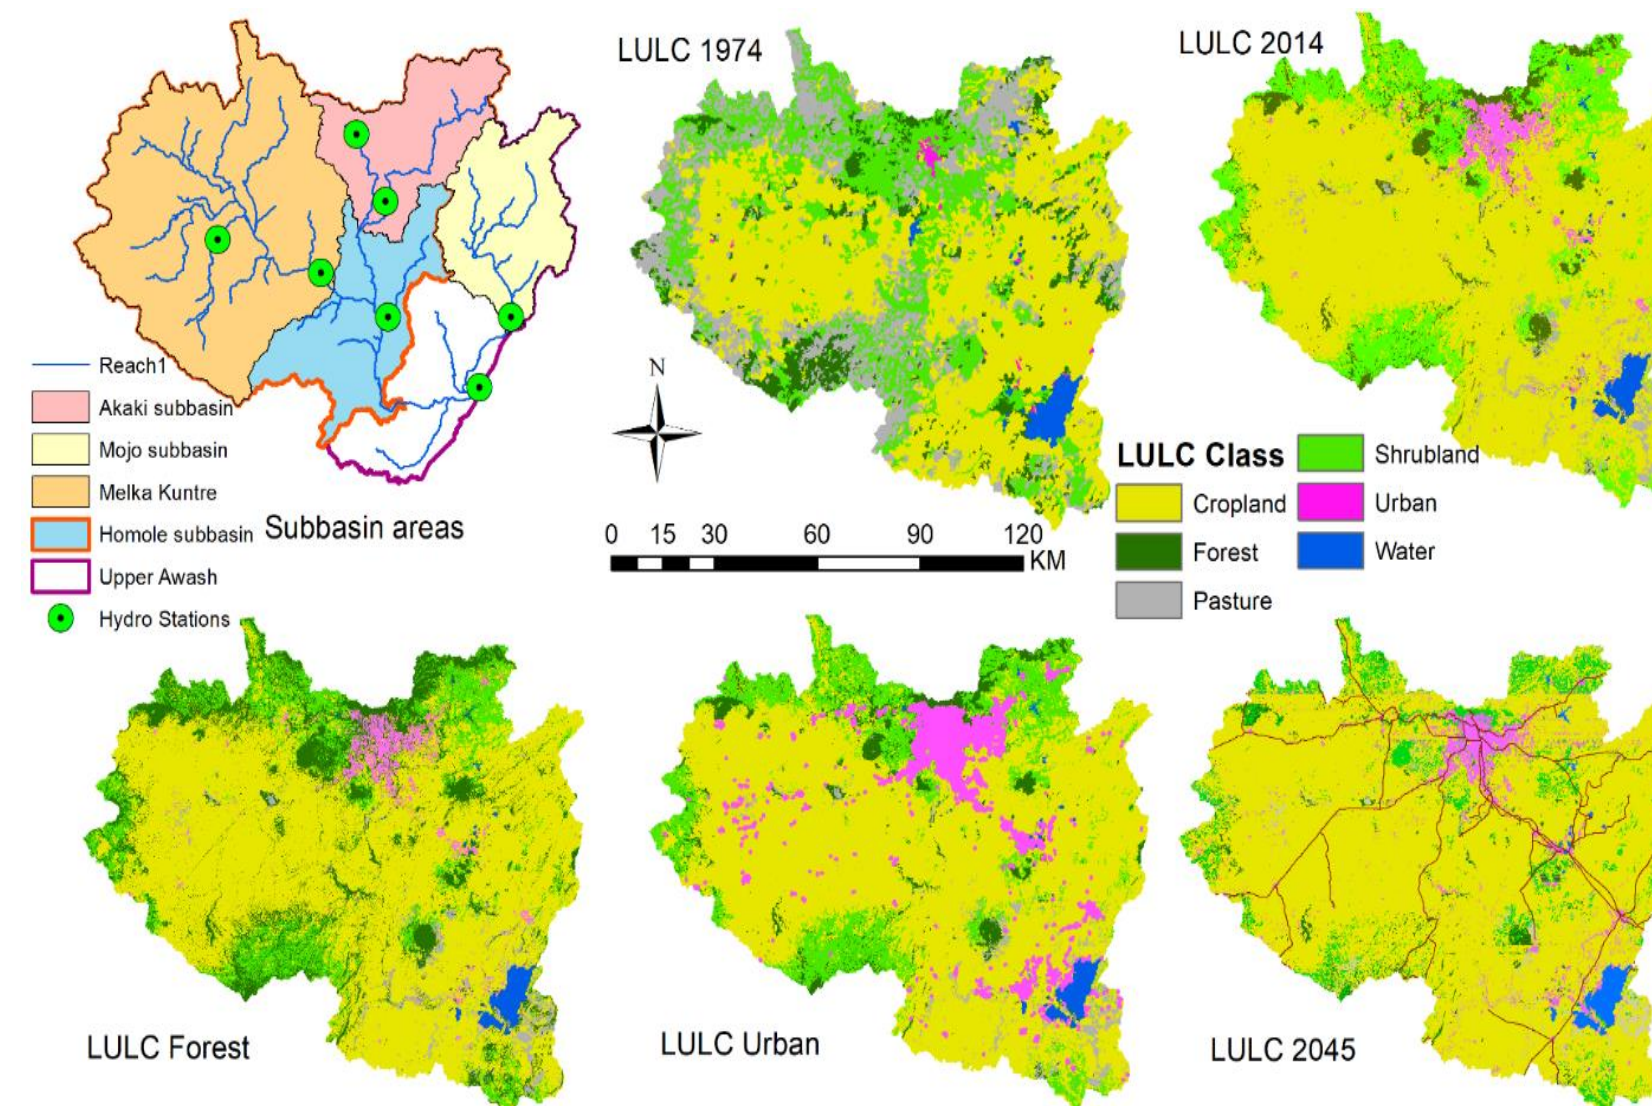 LULC 1974
LULC 2014
Reach1
Akaki subbasin
Mojo subbasin
Melka Kuntre
Homole subbasin
Upper Awash
Hydro Stations
Subbasin areas
N
0 15 30 60 90 120
KM
LULC Class
Cropland
Forest
Pasture
Shrubland
Urban
Water
LULC Forest
LULC Urban
LULC 2045